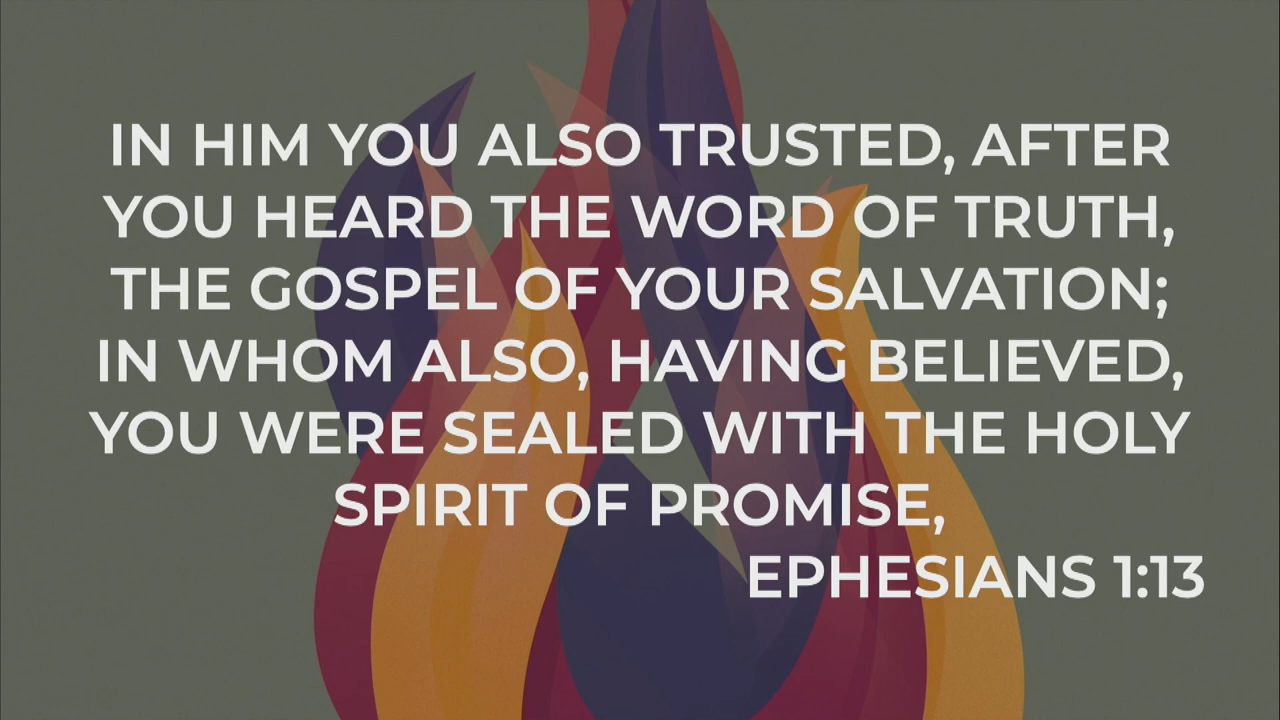 IN HIM YOU ALSO TRUSTED, AFTER
YOU HEARD THE WORD OF TRUTH,
THE GOSPEL OF YOUR SALVATION;
IN WHOM ALSO, HAVING BELIEVED,
YOU WERE SEALED WITH THE HOLY
SPIRIT OF PROMISE,
EPHESIANS 1:13